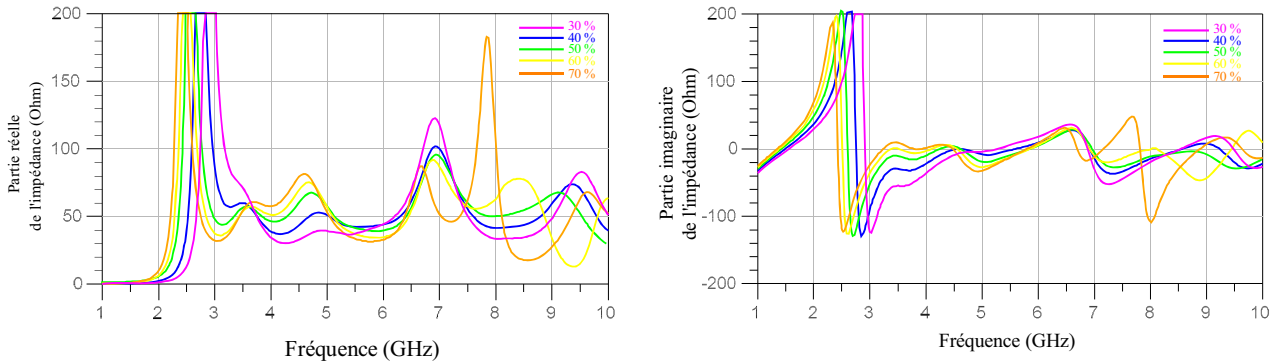 200
150
100
50
0
Partie réelle
de l'impédance (Ohm)
30 %
40 %
50 %
60 %
70 %
1 2 3 4 5 6 7 8 9 10
Fréquence (GHz)
200
100
0
-100
-200
Partie imaginaire
de l'impédance (Ohm)
30 %
40 %
50 %
60 %
70 %
1 2 3 4 5 6 7 8 9 10
Fréquence (GHz)